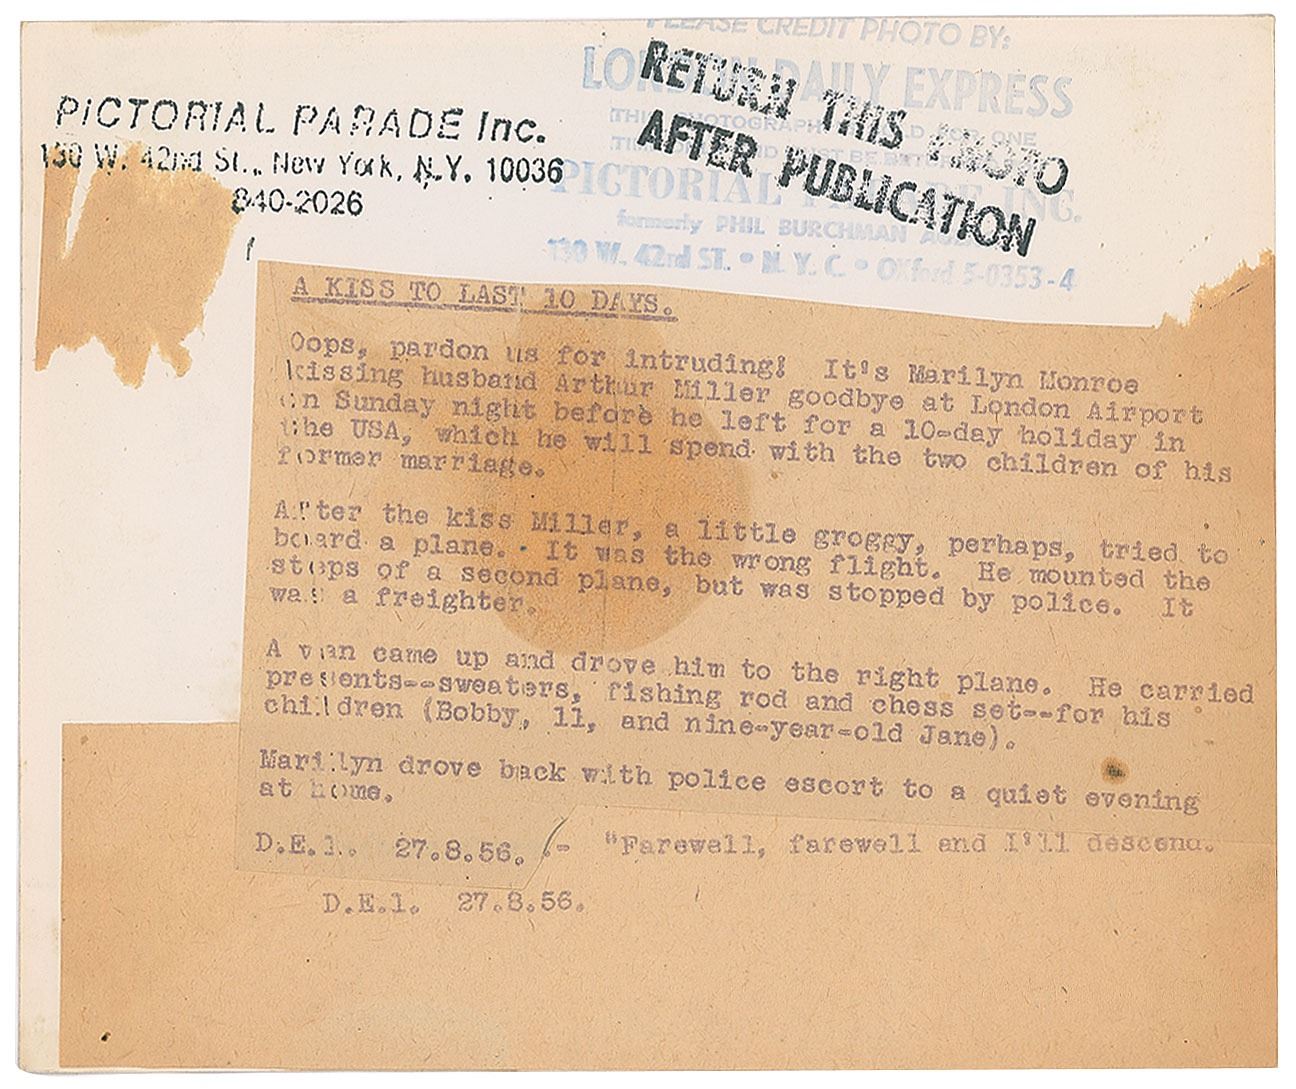 PLEASE CREDIT PHOTO BY:
LONDON DAILY EXPRESS
RETURN THIS PHOTO
AFTER PUBLICATION
PICTORIAL PARADE Inc.
130 W. 42nd St., New York, N.Y. 10036
840-2026
PICTORIAL PARADE INC.
formerly PHIL BURCHMAN
130 W. 42nd ST. • N. Y. C. • OXford 5-0353-4
A KISS TO LAST 10 DAYS.
Oops, pardon us for intruding! It's Marilyn Monroe
kissing husband Arthur Miller goodbye at London Airport
on Sunday night before he left for a 10-day holiday in
the USA, which he will spend with the two children of his
former marriage.
After the kiss Miller, a little groggy, perhaps, tried to
board a plane. It was the wrong flight. He mounted the
steps of a second plane, but was stopped by police. It
was a freighter.
A van came up and drove him to the right plane. He carried
presents--sweaters, fishing rod and chess set--for his
children (Bobby, 11, and nine-year-old Jane).
Marilyn drove back with police escort to a quiet evening
at home.
D.E.l. 27.8.56. /- "Farewell, farewell and I'll descend.
D.E.l. 27.8.56.